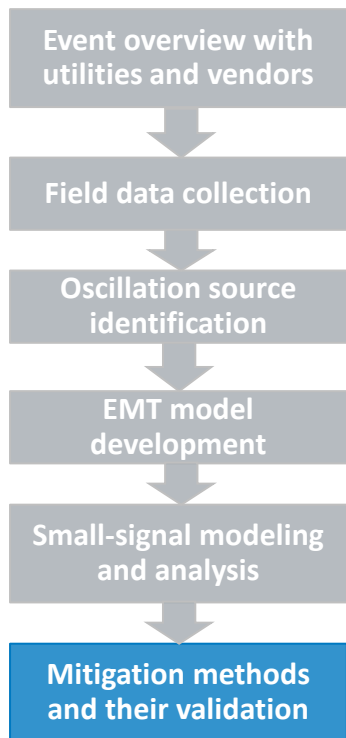 Event overview with
utilities and vendors
Field data collection
Oscillation source
identification
EMT model
development
Small-signal modeling
and analysis
Mitigation methods
and their validation